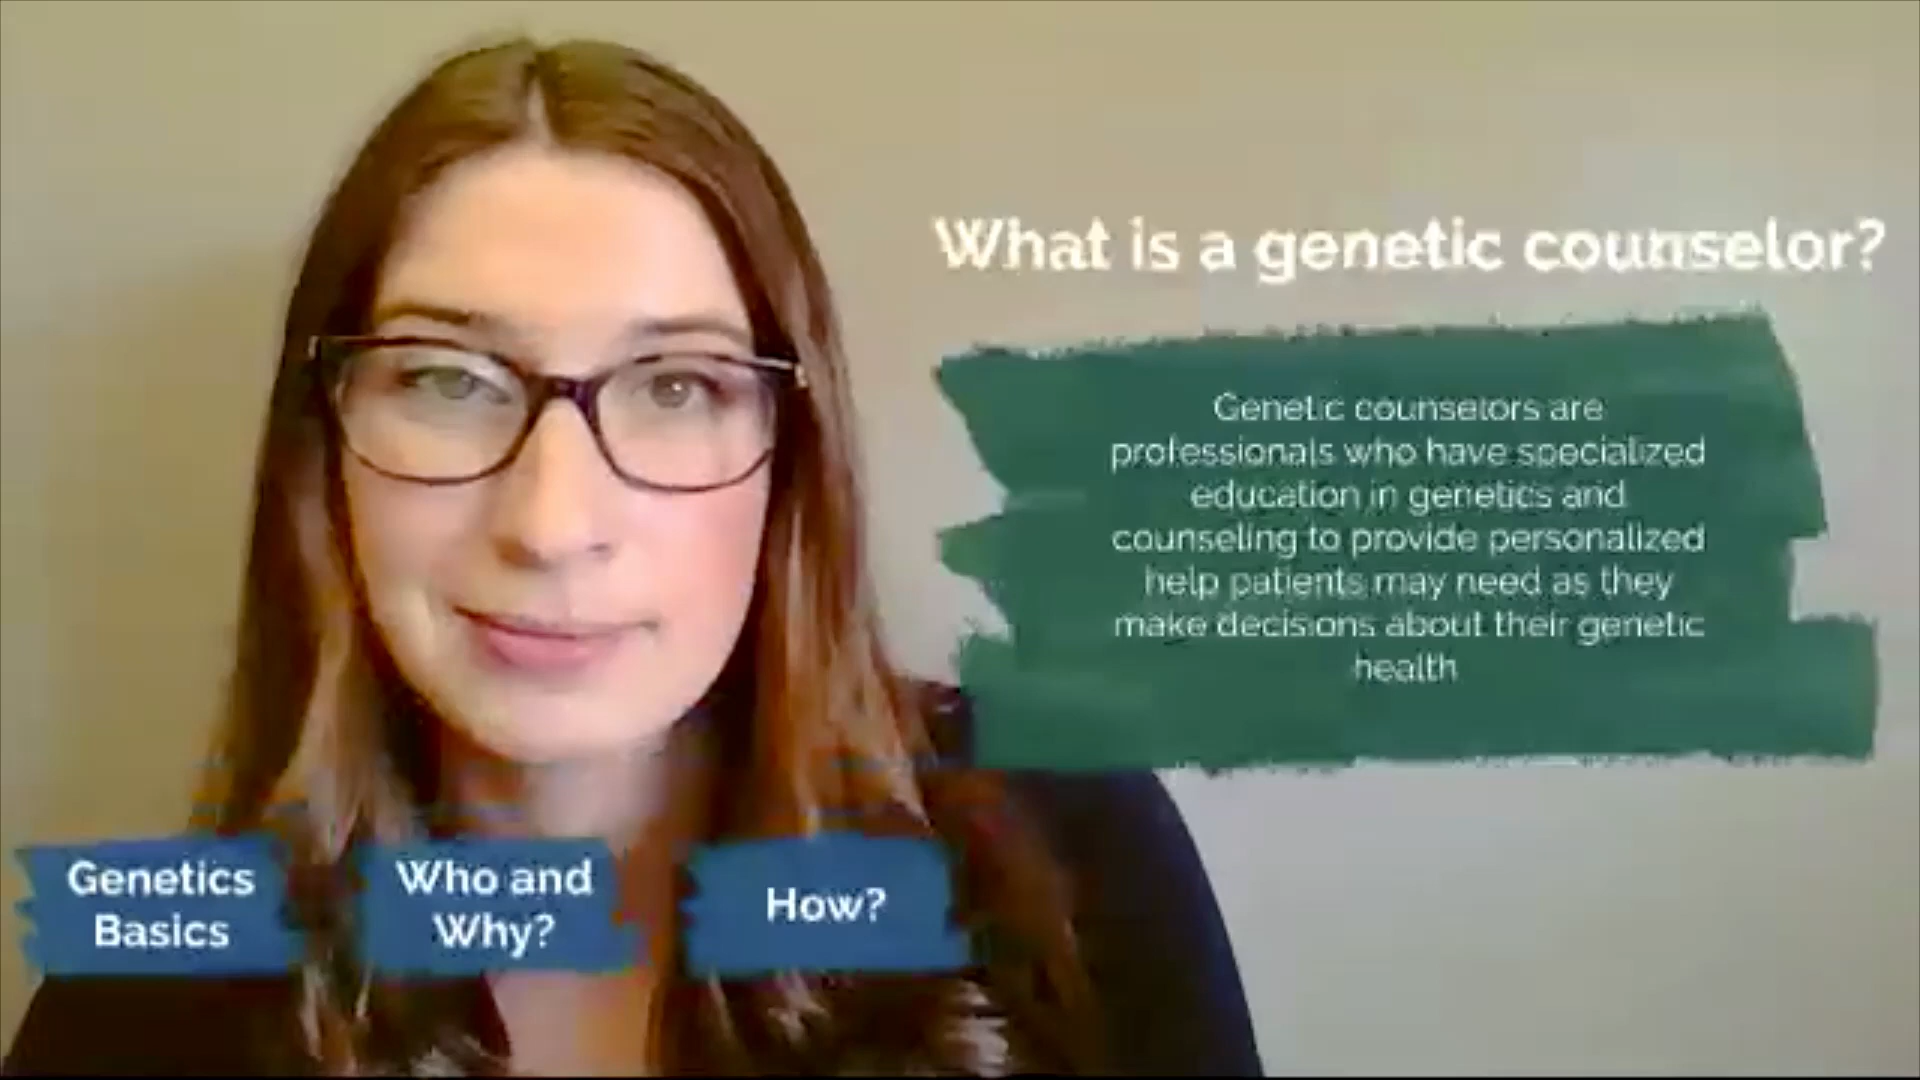 What is a genetic counselor?
Genetic counselors are
professionals who have specialized
education in genetics and
counseling to provide personalized
help patients may need as they
make decisions about their genetic
health
Genetics
Basics
Who and
Why?
How?